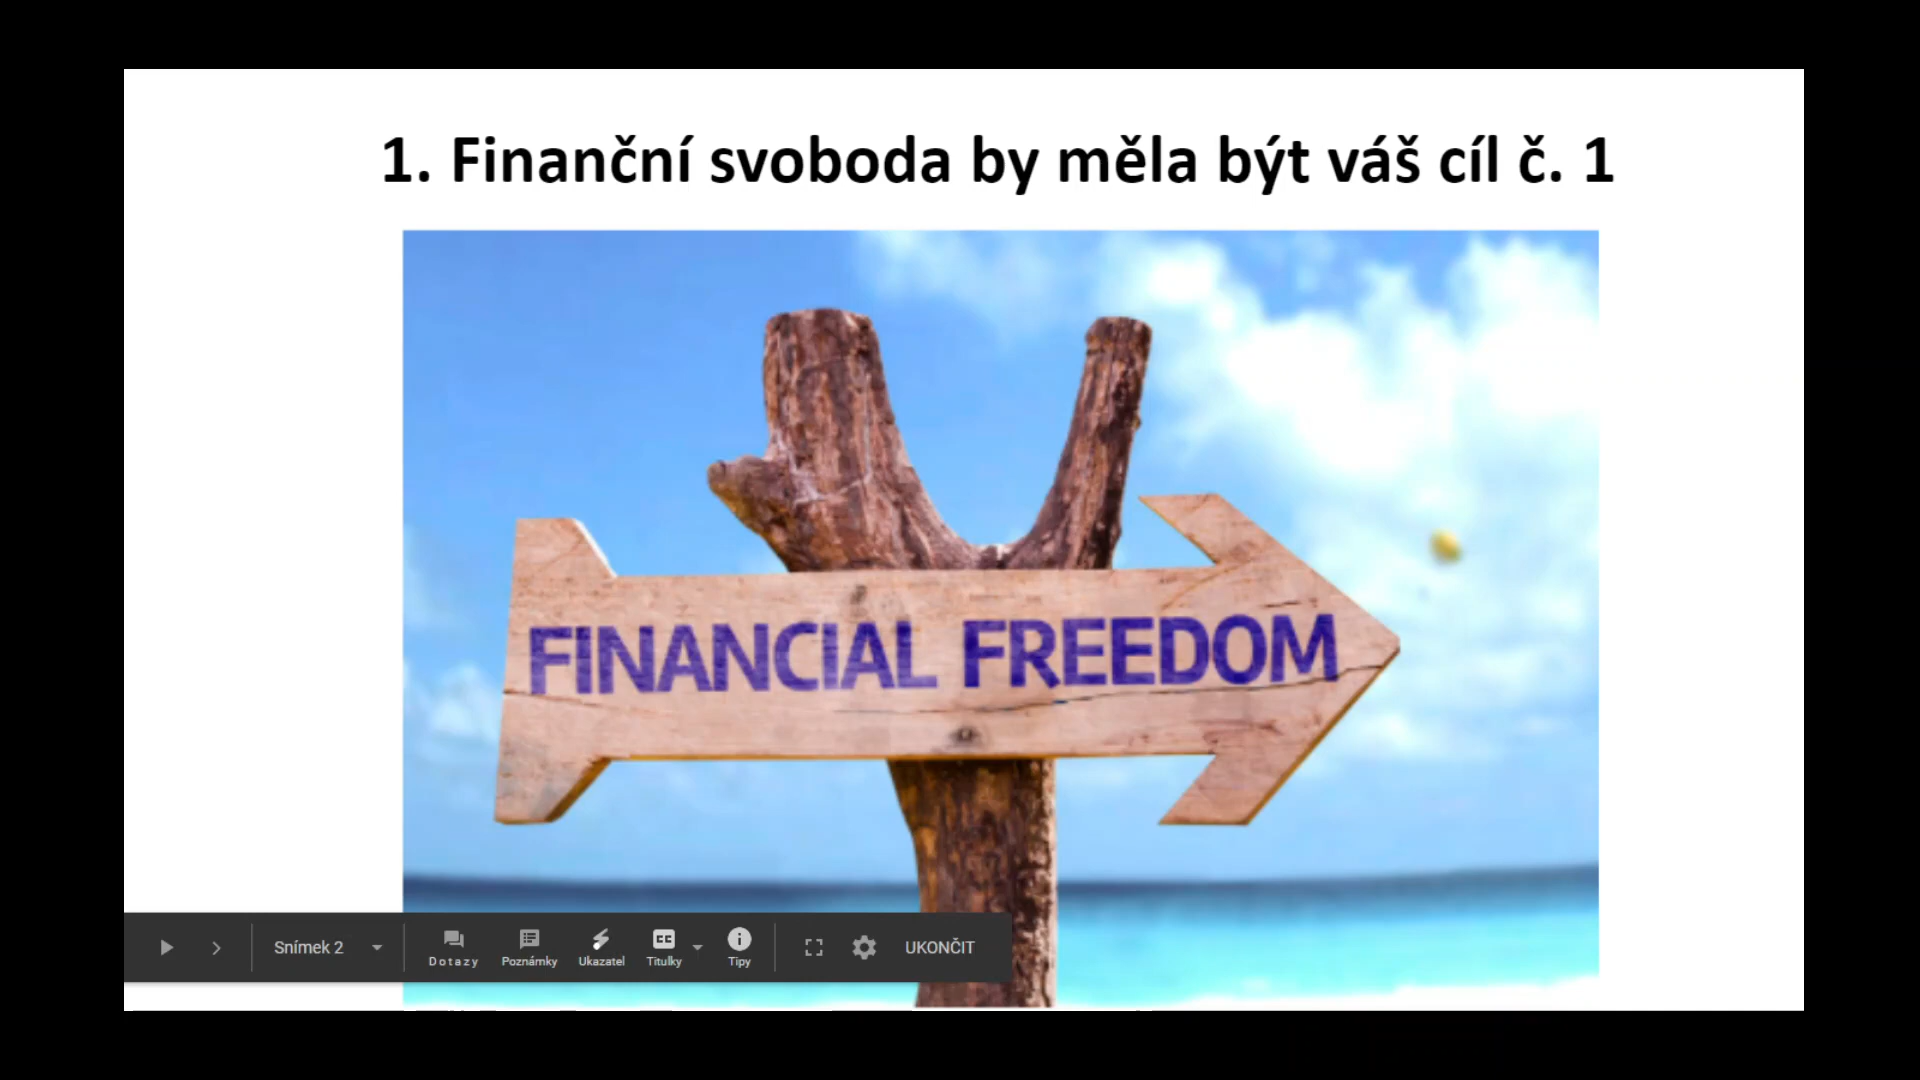 1. Finanční svoboda by měla být váš cíl č. 1
FINANCIAL FREEDOM
Snímek 2
Dotazy
Poznámky
Ukazatel
CC
Titulky
Tipy
UKONČIT